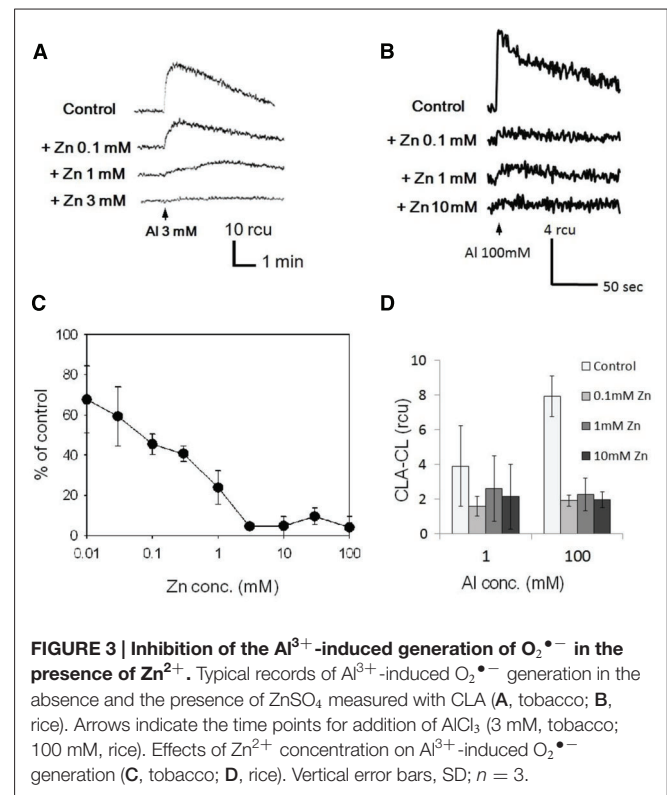 A
Control
+ Zn 0.1 mM
+ Zn 1 mM
+ Zn 3 mM
Al 3 mM
10 rcu
1 min
B
Control
+ Zn 0.1 mM
+ Zn 1 mM
+ Zn 10 mM
Al 100mM
4 rcu
50 sec
C
100
80
60
40
20
0
% of control
0.01
0.1
1
10
100
Zn conc. (mM)
D
10
8
6
4
2
0
CLA-CL (rcu)
Control
0.1mM Zn
1mM Zn
10mM Zn
1
100
Al conc. (mM)
FIGURE 3 | Inhibition of the Al³⁺-induced generation of O₂•⁻ in the
presence of Zn²⁺. Typical records of Al³⁺-induced O₂•⁻ generation in the
absence and the presence of ZnSO₄ measured with CLA (A, tobacco; B,
rice). Arrows indicate the time points for addition of AlCl₃ (3 mM, tobacco;
100 mM, rice). Effects of Zn²⁺ concentration on Al³⁺-induced O₂•⁻
generation (C, tobacco; D, rice). Vertical error bars, SD; n = 3.